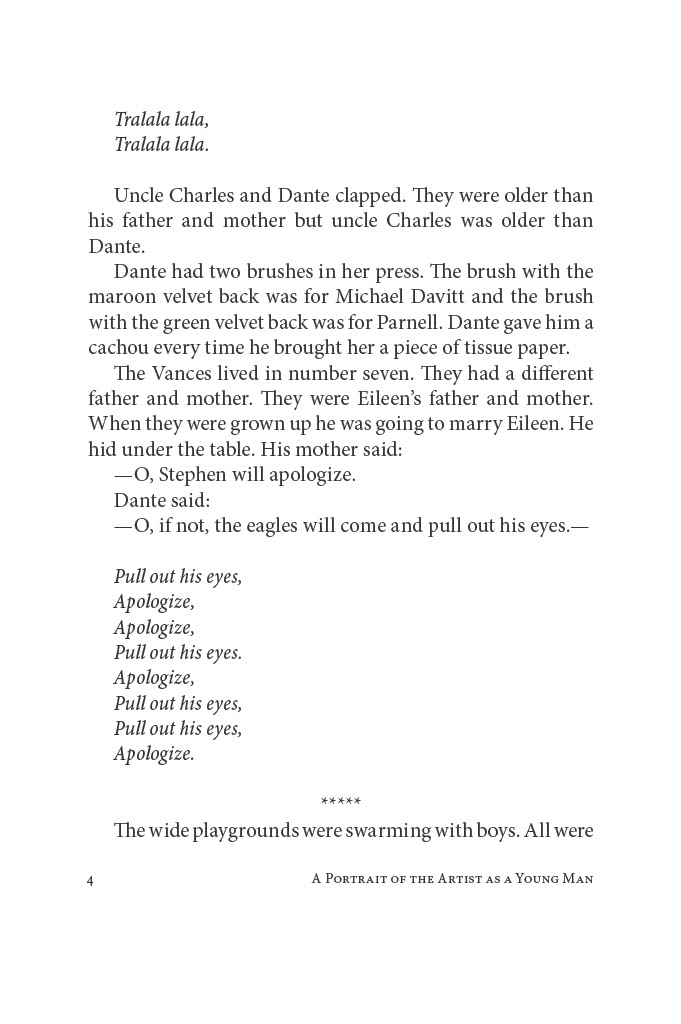 Tralala lala,
Tralala lala.
Uncle Charles and Dante clapped. They were older than
his father and mother but uncle Charles was older than
Dante.
Dante had two brushes in her press. The brush with the
maroon velvet back was for Michael Davitt and the brush
with the green velvet back was for Parnell. Dante gave him a
cachou every time he brought her a piece of tissue paper.
The Vances lived in number seven. They had a different
father and mother. They were Eileen’s father and mother.
When they were grown up he was going to marry Eileen. He
hid under the table. His mother said:
—O, Stephen will apologize.
Dante said:
—O, if not, the eagles will come and pull out his eyes.—
Pull out his eyes,
Apologize,
Apologize,
Pull out his eyes.
Apologize,
Pull out his eyes,
Pull out his eyes,
Apologize.
*****
The wide playgrounds were swarming with boys. All were
4 A Portrait of the Artist as a Young Man